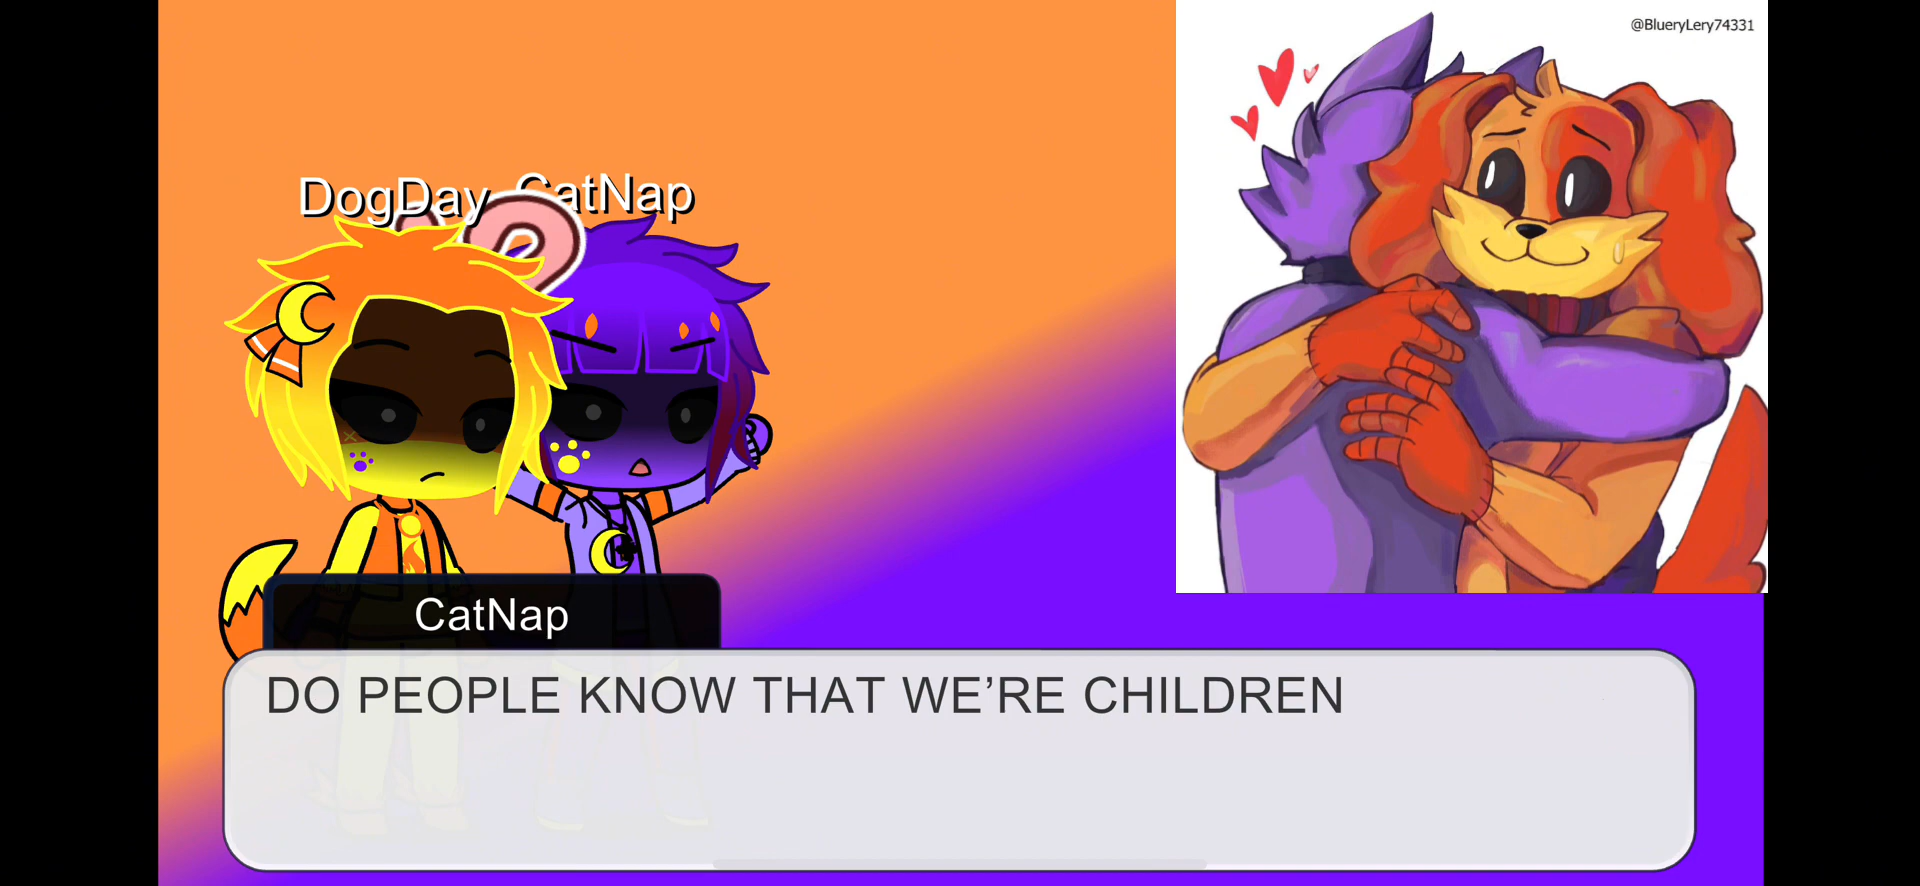 @BlueryLery74331
DogDay
CatNap
CatNap
DO PEOPLE KNOW THAT WE’RE CHILDREN